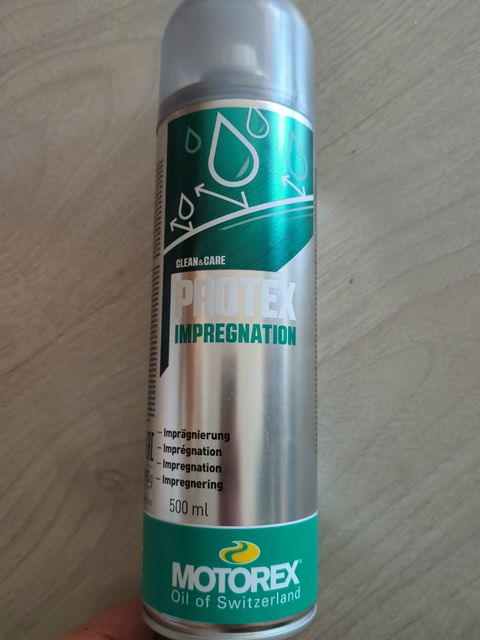 CLEAN&CARE
PROTEX
IMPREGNATION
– Imprägnierung
– Imprégnation
– Impregnation
– Impregnering
500 ml
MOTOREX®
Oil of Switzerland